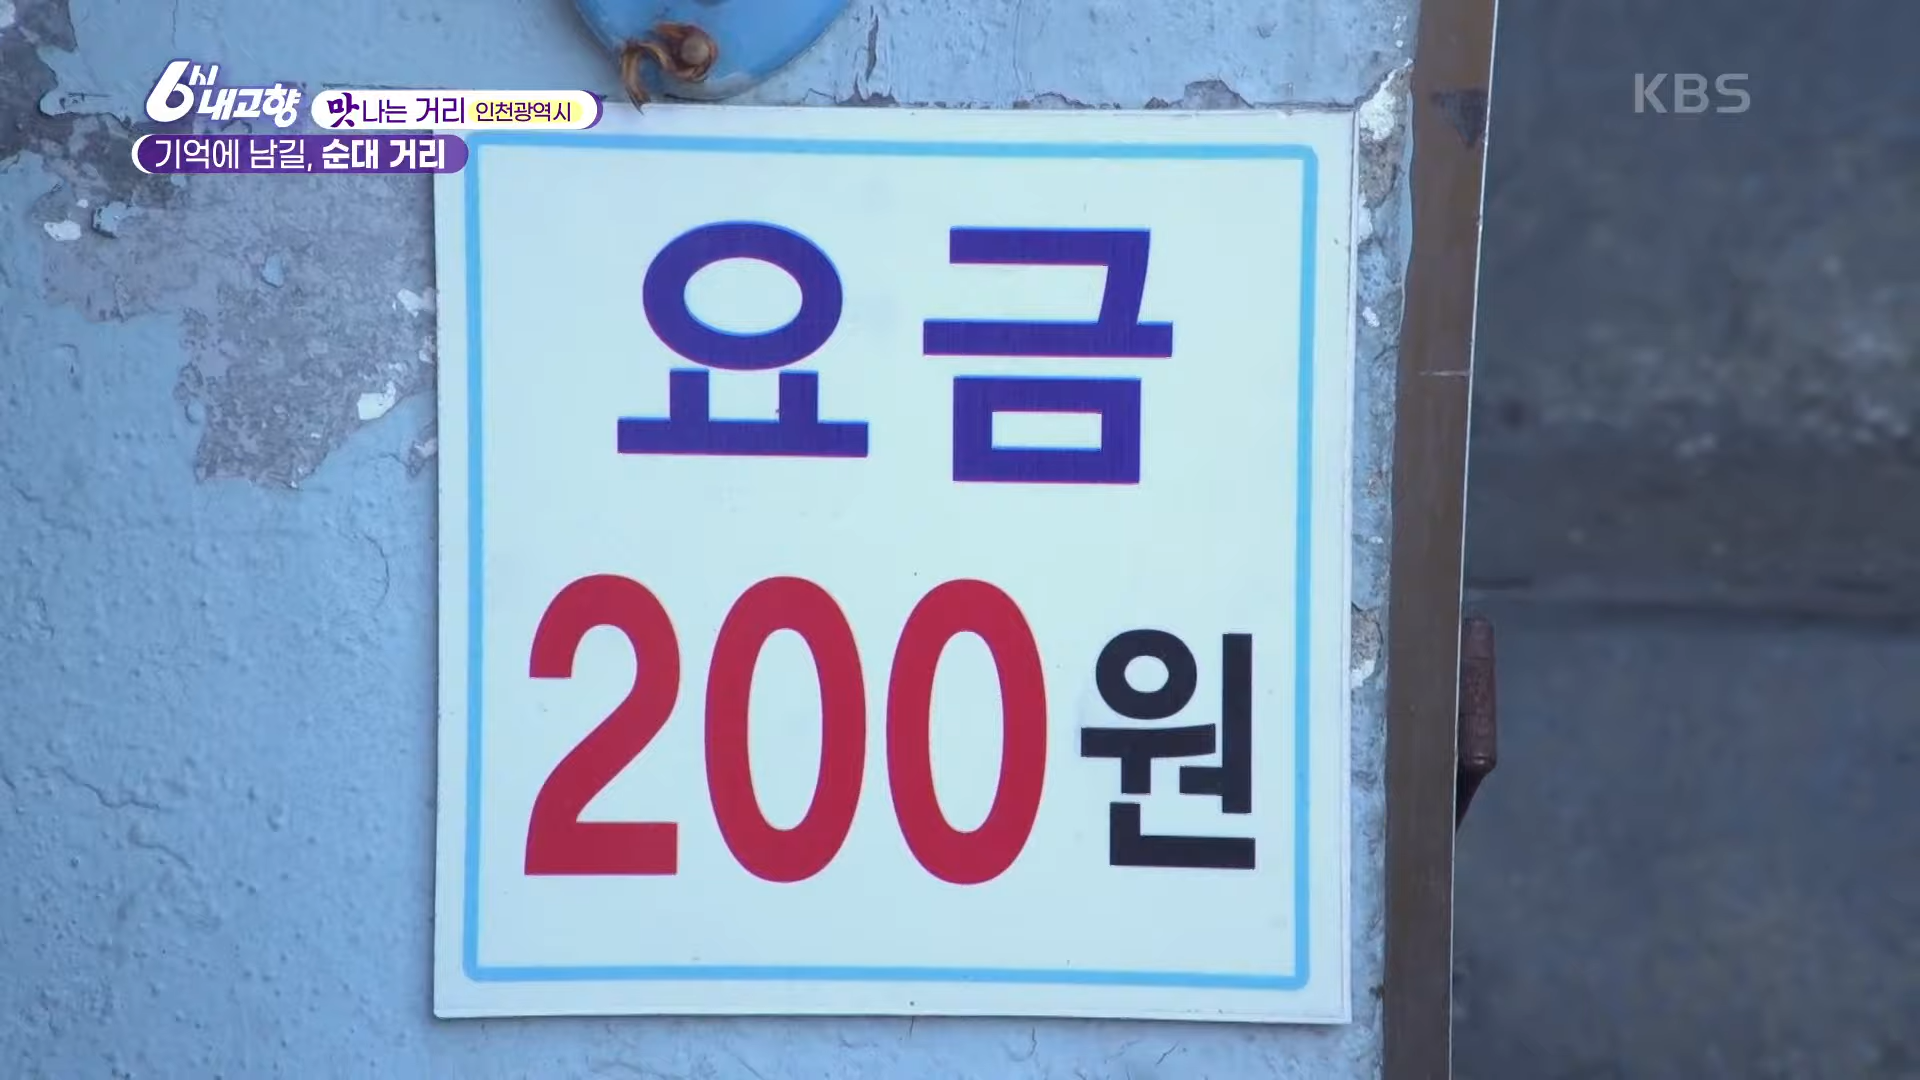 6시 내고향 맛나는 거리 인천광역시
기억에 남길, 순대 거리
KBS
요금
200원